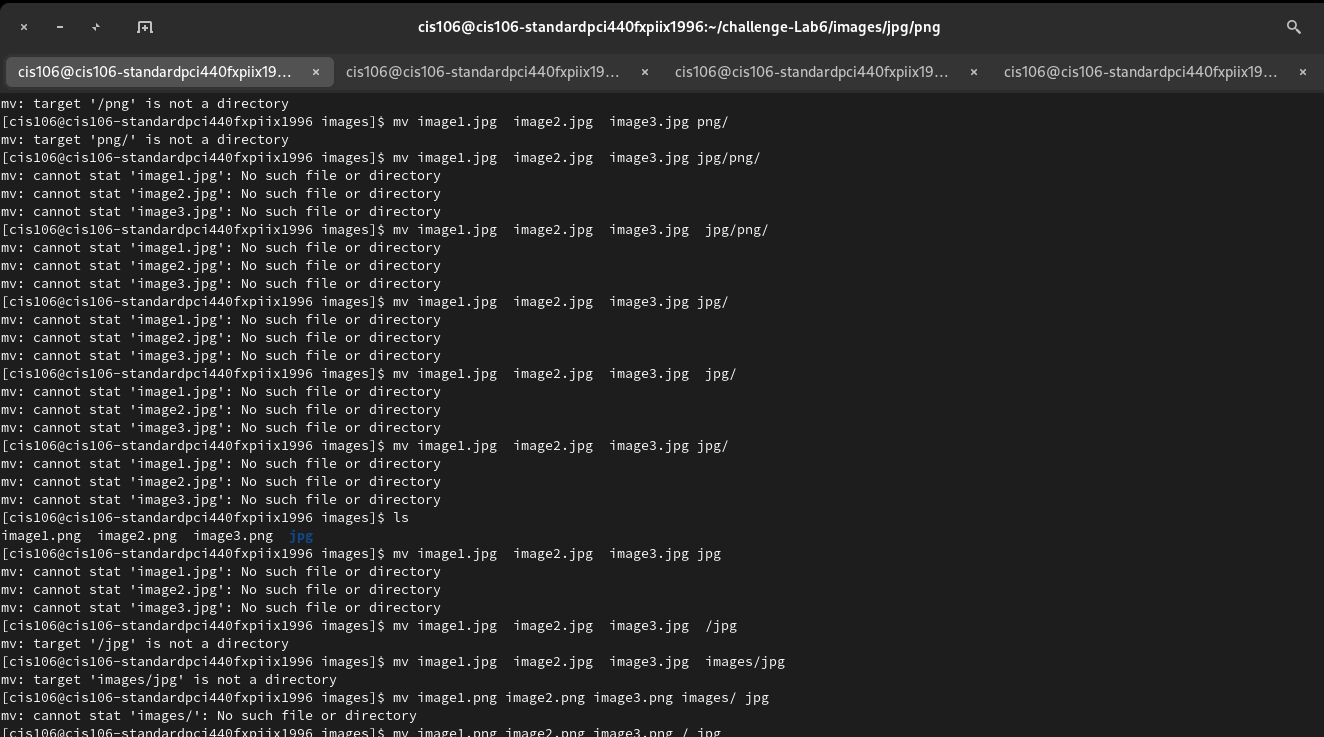 cis106@cis106-standardpci440fxpiix1996:~/challenge-Lab6/images/jpg/png
cis106@cis106-standardpci440fxpiix19... × cis106@cis106-standardpci440fxpiix19... × cis106@cis106-standardpci440fxpiix19... × cis106@cis106-standardpci440fxpiix19... ×
mv: target '/png' is not a directory
[cis106@cis106-standardpci440fxpiix1996 images]$ mv image1.jpg  image2.jpg  image3.jpg png/
mv: target 'png/' is not a directory
[cis106@cis106-standardpci440fxpiix1996 images]$ mv image1.jpg  image2.jpg  image3.jpg jpg/png/
mv: cannot stat 'image1.jpg': No such file or directory
mv: cannot stat 'image2.jpg': No such file or directory
mv: cannot stat 'image3.jpg': No such file or directory
[cis106@cis106-standardpci440fxpiix1996 images]$ mv image1.jpg  image2.jpg  image3.jpg  jpg/png/
mv: cannot stat 'image1.jpg': No such file or directory
mv: cannot stat 'image2.jpg': No such file or directory
mv: cannot stat 'image3.jpg': No such file or directory
[cis106@cis106-standardpci440fxpiix1996 images]$ mv image1.jpg  image2.jpg  image3.jpg jpg/
mv: cannot stat 'image1.jpg': No such file or directory
mv: cannot stat 'image2.jpg': No such file or directory
mv: cannot stat 'image3.jpg': No such file or directory
[cis106@cis106-standardpci440fxpiix1996 images]$ mv image1.jpg  image2.jpg  image3.jpg  jpg/
mv: cannot stat 'image1.jpg': No such file or directory
mv: cannot stat 'image2.jpg': No such file or directory
mv: cannot stat 'image3.jpg': No such file or directory
[cis106@cis106-standardpci440fxpiix1996 images]$ mv image1.jpg  image2.jpg  image3.jpg jpg/
mv: cannot stat 'image1.jpg': No such file or directory
mv: cannot stat 'image2.jpg': No such file or directory
mv: cannot stat 'image3.jpg': No such file or directory
[cis106@cis106-standardpci440fxpiix1996 images]$ ls
image1.png  image2.png  image3.png  jpg
[cis106@cis106-standardpci440fxpiix1996 images]$ mv image1.jpg  image2.jpg  image3.jpg jpg
mv: cannot stat 'image1.jpg': No such file or directory
mv: cannot stat 'image2.jpg': No such file or directory
mv: cannot stat 'image3.jpg': No such file or directory
[cis106@cis106-standardpci440fxpiix1996 images]$ mv image1.jpg  image2.jpg  image3.jpg  /jpg
mv: target '/jpg' is not a directory
[cis106@cis106-standardpci440fxpiix1996 images]$ mv image1.jpg  image2.jpg  image3.jpg  images/jpg
mv: target 'images/jpg' is not a directory
[cis106@cis106-standardpci440fxpiix1996 images]$ mv image1.png image2.png image3.png images/ jpg
mv: cannot stat 'images/': No such file or directory
[cis106@cis106-standardpci440fxpiix1996 images]$ mv image1.png image2.png image3.png / jpg